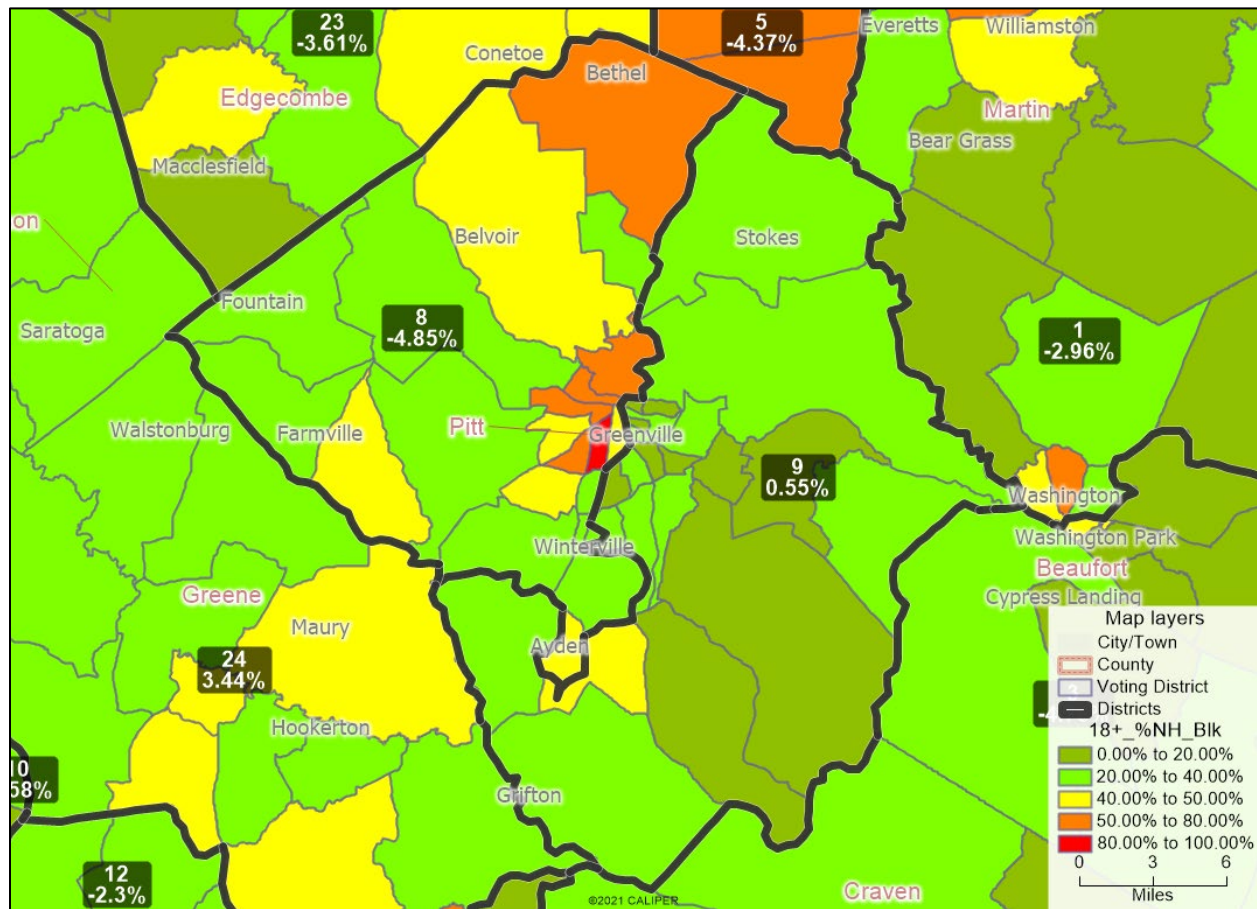 23
-3.61%
5
-4.37%
Everetts
Williamston
Conetoe
Bethel
Edgecombe
Martin
Bear Grass
Macclesfield
on
Belvoir
Stokes
Fountain
Saratoga
8
-4.85%
1
-2.96%
Walstonburg
Farmville
Pitt
Greenville
9
0.55%
Washington
Winterville
Washington Park
Beaufort
Greene
Cypress Landing
Maury
Ayden
24
3.44%
Hookerton
10
.58%
Grifton
12
-2.3%
Craven
Map layers
City/Town
County
Voting District
Districts
18+_%NH_Blk
0.00% to 20.00%
20.00% to 40.00%
40.00% to 50.00%
50.00% to 80.00%
80.00% to 100.00%
0 3 6
Miles
©2021 CALIPER